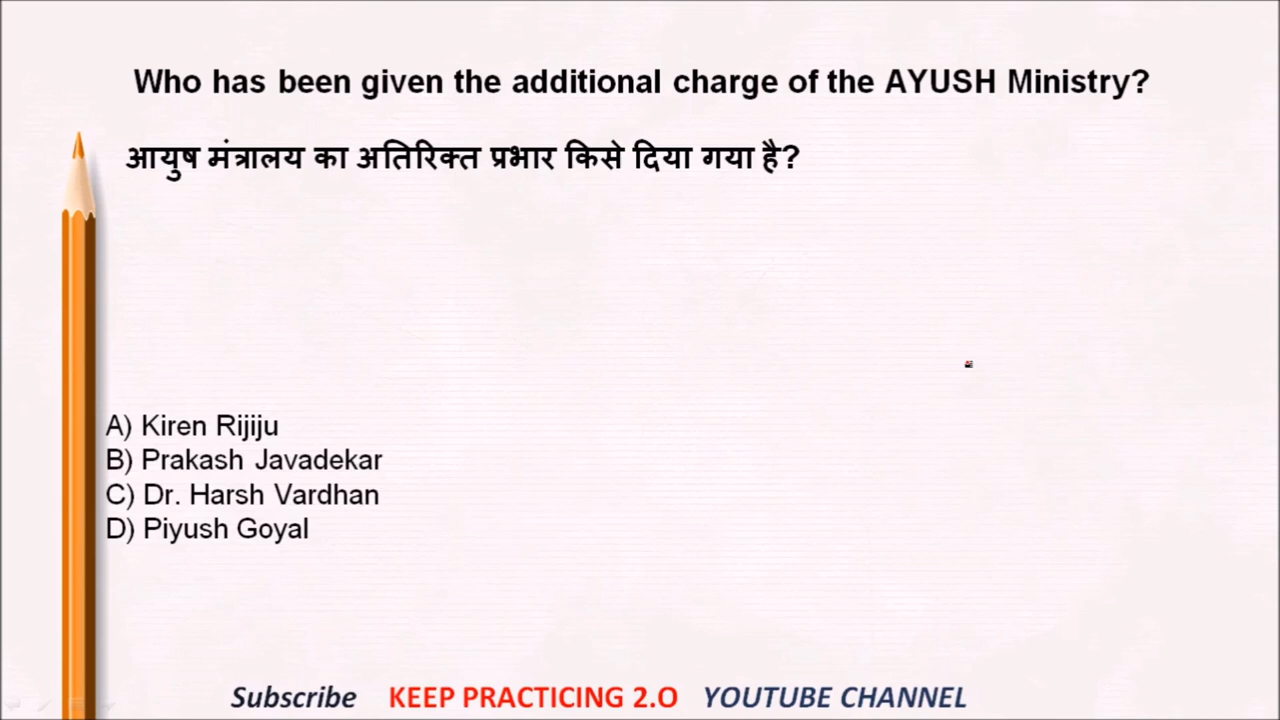 Who has been given the additional charge of the AYUSH Ministry?
आयुष मंत्रालय का अतिरिक्त प्रभार किसे दिया गया है?
A) Kiren Rijiju
B) Prakash Javadekar
C) Dr. Harsh Vardhan
D) Piyush Goyal
Subscribe KEEP PRACTICING 2.O YOUTUBE CHANNEL